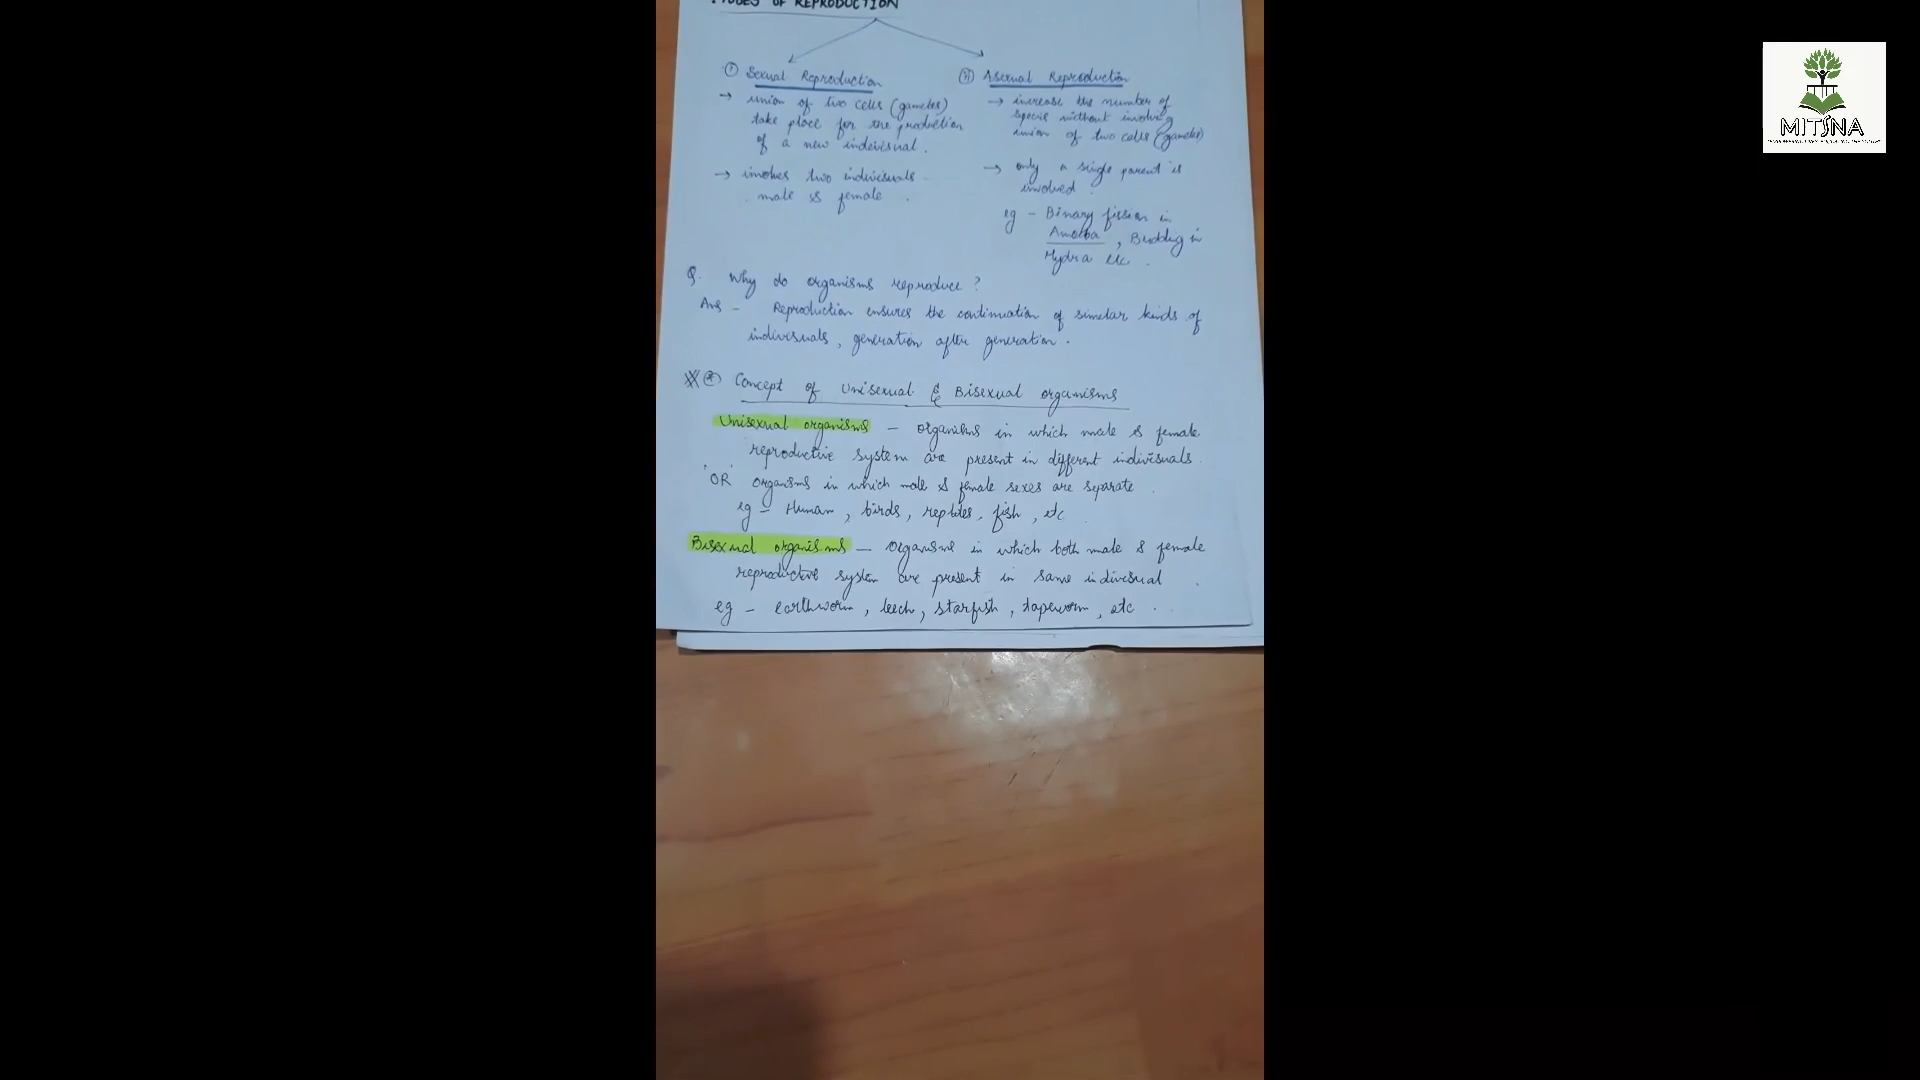 MODES OF REPRODUCTION
① Sexual Reproduction
→ union of two cells (gametes)
take place for the production
of a new indivisual.
→ involves two indivisuals
male & female
② Asexual Reproduction
→ increase the number of
species without involving
union of two cells (gametes)
→ only a single parent is
involved
eg - Binary fission in
Amoeba, Budding in
Hydra etc.
Q. Why do organisms reproduce?
Ans - Reproduction ensures the continuation of similar kinds of
indivisuals, generation after generation.
Concept of Unisexual & Bisexual organisms
Unisexual organisms - organisms in which male & female
reproductive system are present in different indivisuals.
'OR' organisms in which male & female sexes are separate.
eg - Human, birds, reptiles, fish, etc
Bisexual organisms - organisms in which both male & female
reproductive system are present in same indivisual
eg - earthworm, leech, starfish, tapeworm, etc.
MITSNA